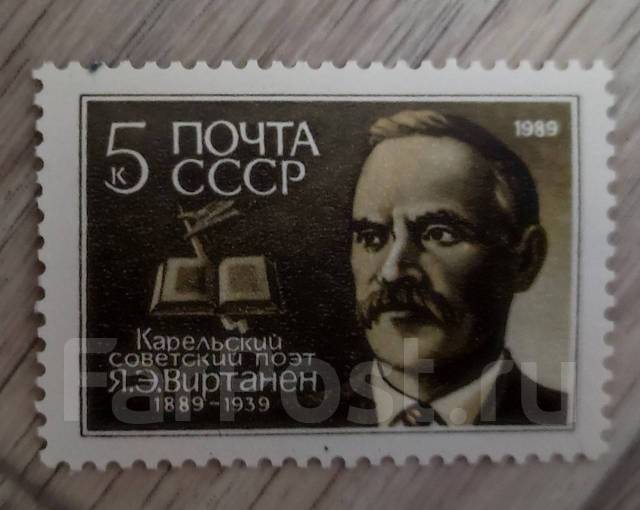 5 к
ПОЧТА
СССР
1989
Карельский
советский поэт
Я.Э.Виртанен
1889-1939
FarPost.ru